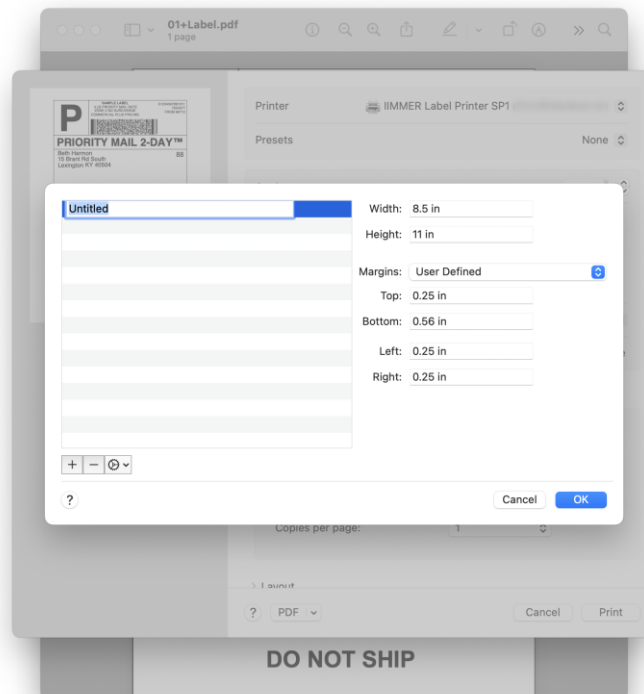 01+Label.pdf
1 page
P
PRIORITY MAIL 2-DAY™
Beth Harmon
15 Brant Rd South
Lexington KY 40504
88
Printer
IIMMER Label Printer SP1
Presets
None
Untitled
Width: 8.5 in
Height: 11 in
Margins: User Defined
Top: 0.25 in
Bottom: 0.56 in
Left: 0.25 in
Right: 0.25 in
+ −
?
Cancel
OK
Copies per page:
1
Layout
?
PDF
Cancel
Print
DO NOT SHIP